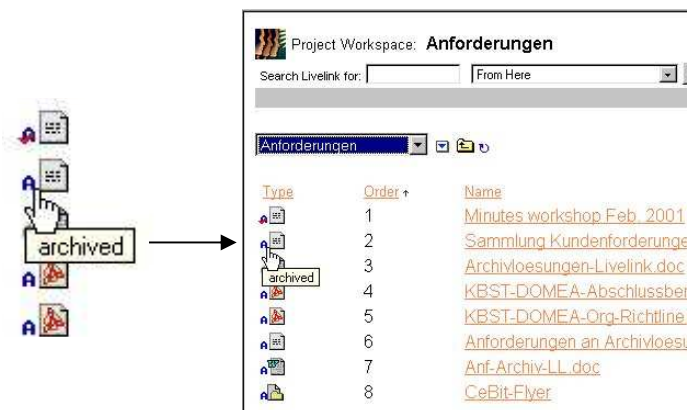 Project Workspace: Anforderungen
Search Livelink for: From Here
Anforderungen
Type Order Name
A 1 Minutes workshop Feb. 2001
A 2 Sammlung Kundenforderunge
archived
3 Archivloesungen-Livelink.doc
A 4 KBST-DOMEA-Abschlussber
A 5 KBST-DOMEA-Org-Richtline.
A 6 Anforderungen an Archivloesu
A 7 Anf-Archiv-LL.doc
A 8 CeBit-Flyer
A
A
archived
A
A